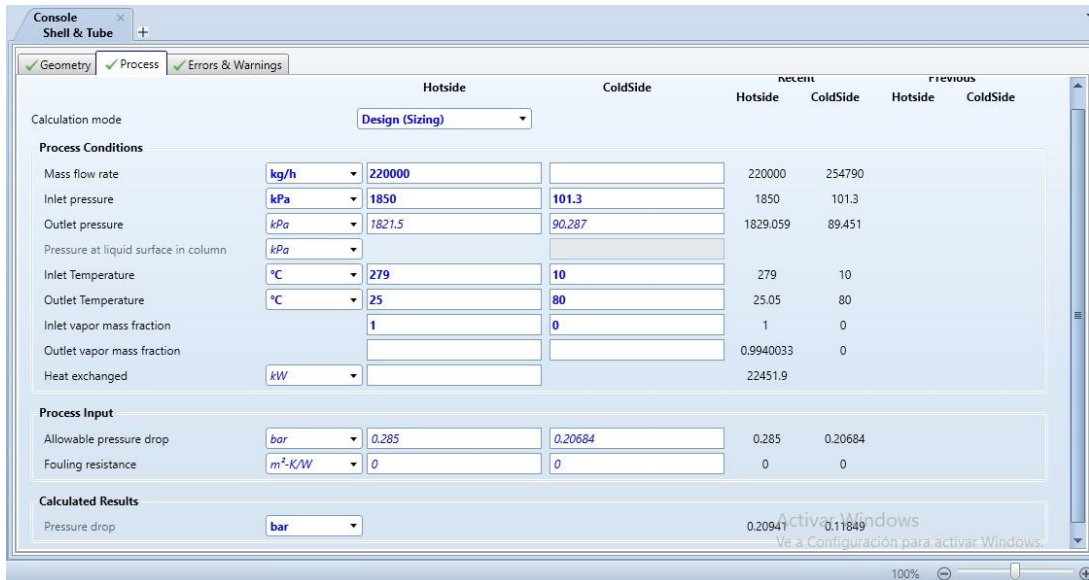 Console
Shell & Tube +
Geometry Process Errors & Warnings
Hotside ColdSide Recent Previous
Hotside ColdSide Hotside ColdSide
Calculation mode Design (Sizing)
Process Conditions
Mass flow rate kg/h 220000 220000 254790
Inlet pressure kPa 1850 101.3 1850 101.3
Outlet pressure kPa 1821.5 90.287 1829.059 89.451
Pressure at liquid surface in column kPa
Inlet Temperature °C 279 10 279 10
Outlet Temperature °C 25 80 25.05 80
Inlet vapor mass fraction 1 0 1 0
Outlet vapor mass fraction 0.9940033 0
Heat exchanged kW 22451.9
Process Input
Allowable pressure drop bar 0.285 0.20684 0.285 0.20684
Fouling resistance m²-K/W 0 0 0 0
Calculated Results
Pressure drop bar 0.20941 0.11849
Activar Windows
Ve a Configuración para activar Windows.
100%